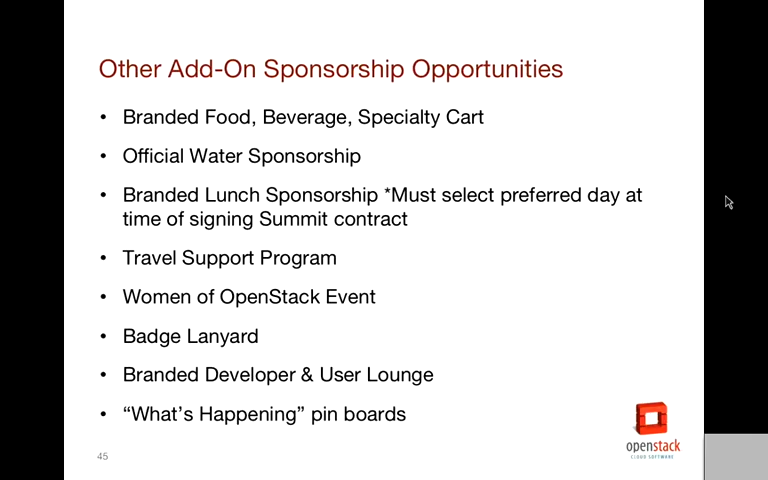 Other Add-On Sponsorship Opportunities
• Branded Food, Beverage, Specialty Cart
• Official Water Sponsorship
• Branded Lunch Sponsorship *Must select preferred day at
time of signing Summit contract
• Travel Support Program
• Women of OpenStack Event
• Badge Lanyard
• Branded Developer & User Lounge
• “What’s Happening” pin boards
openstack
CLOUD SOFTWARE
45